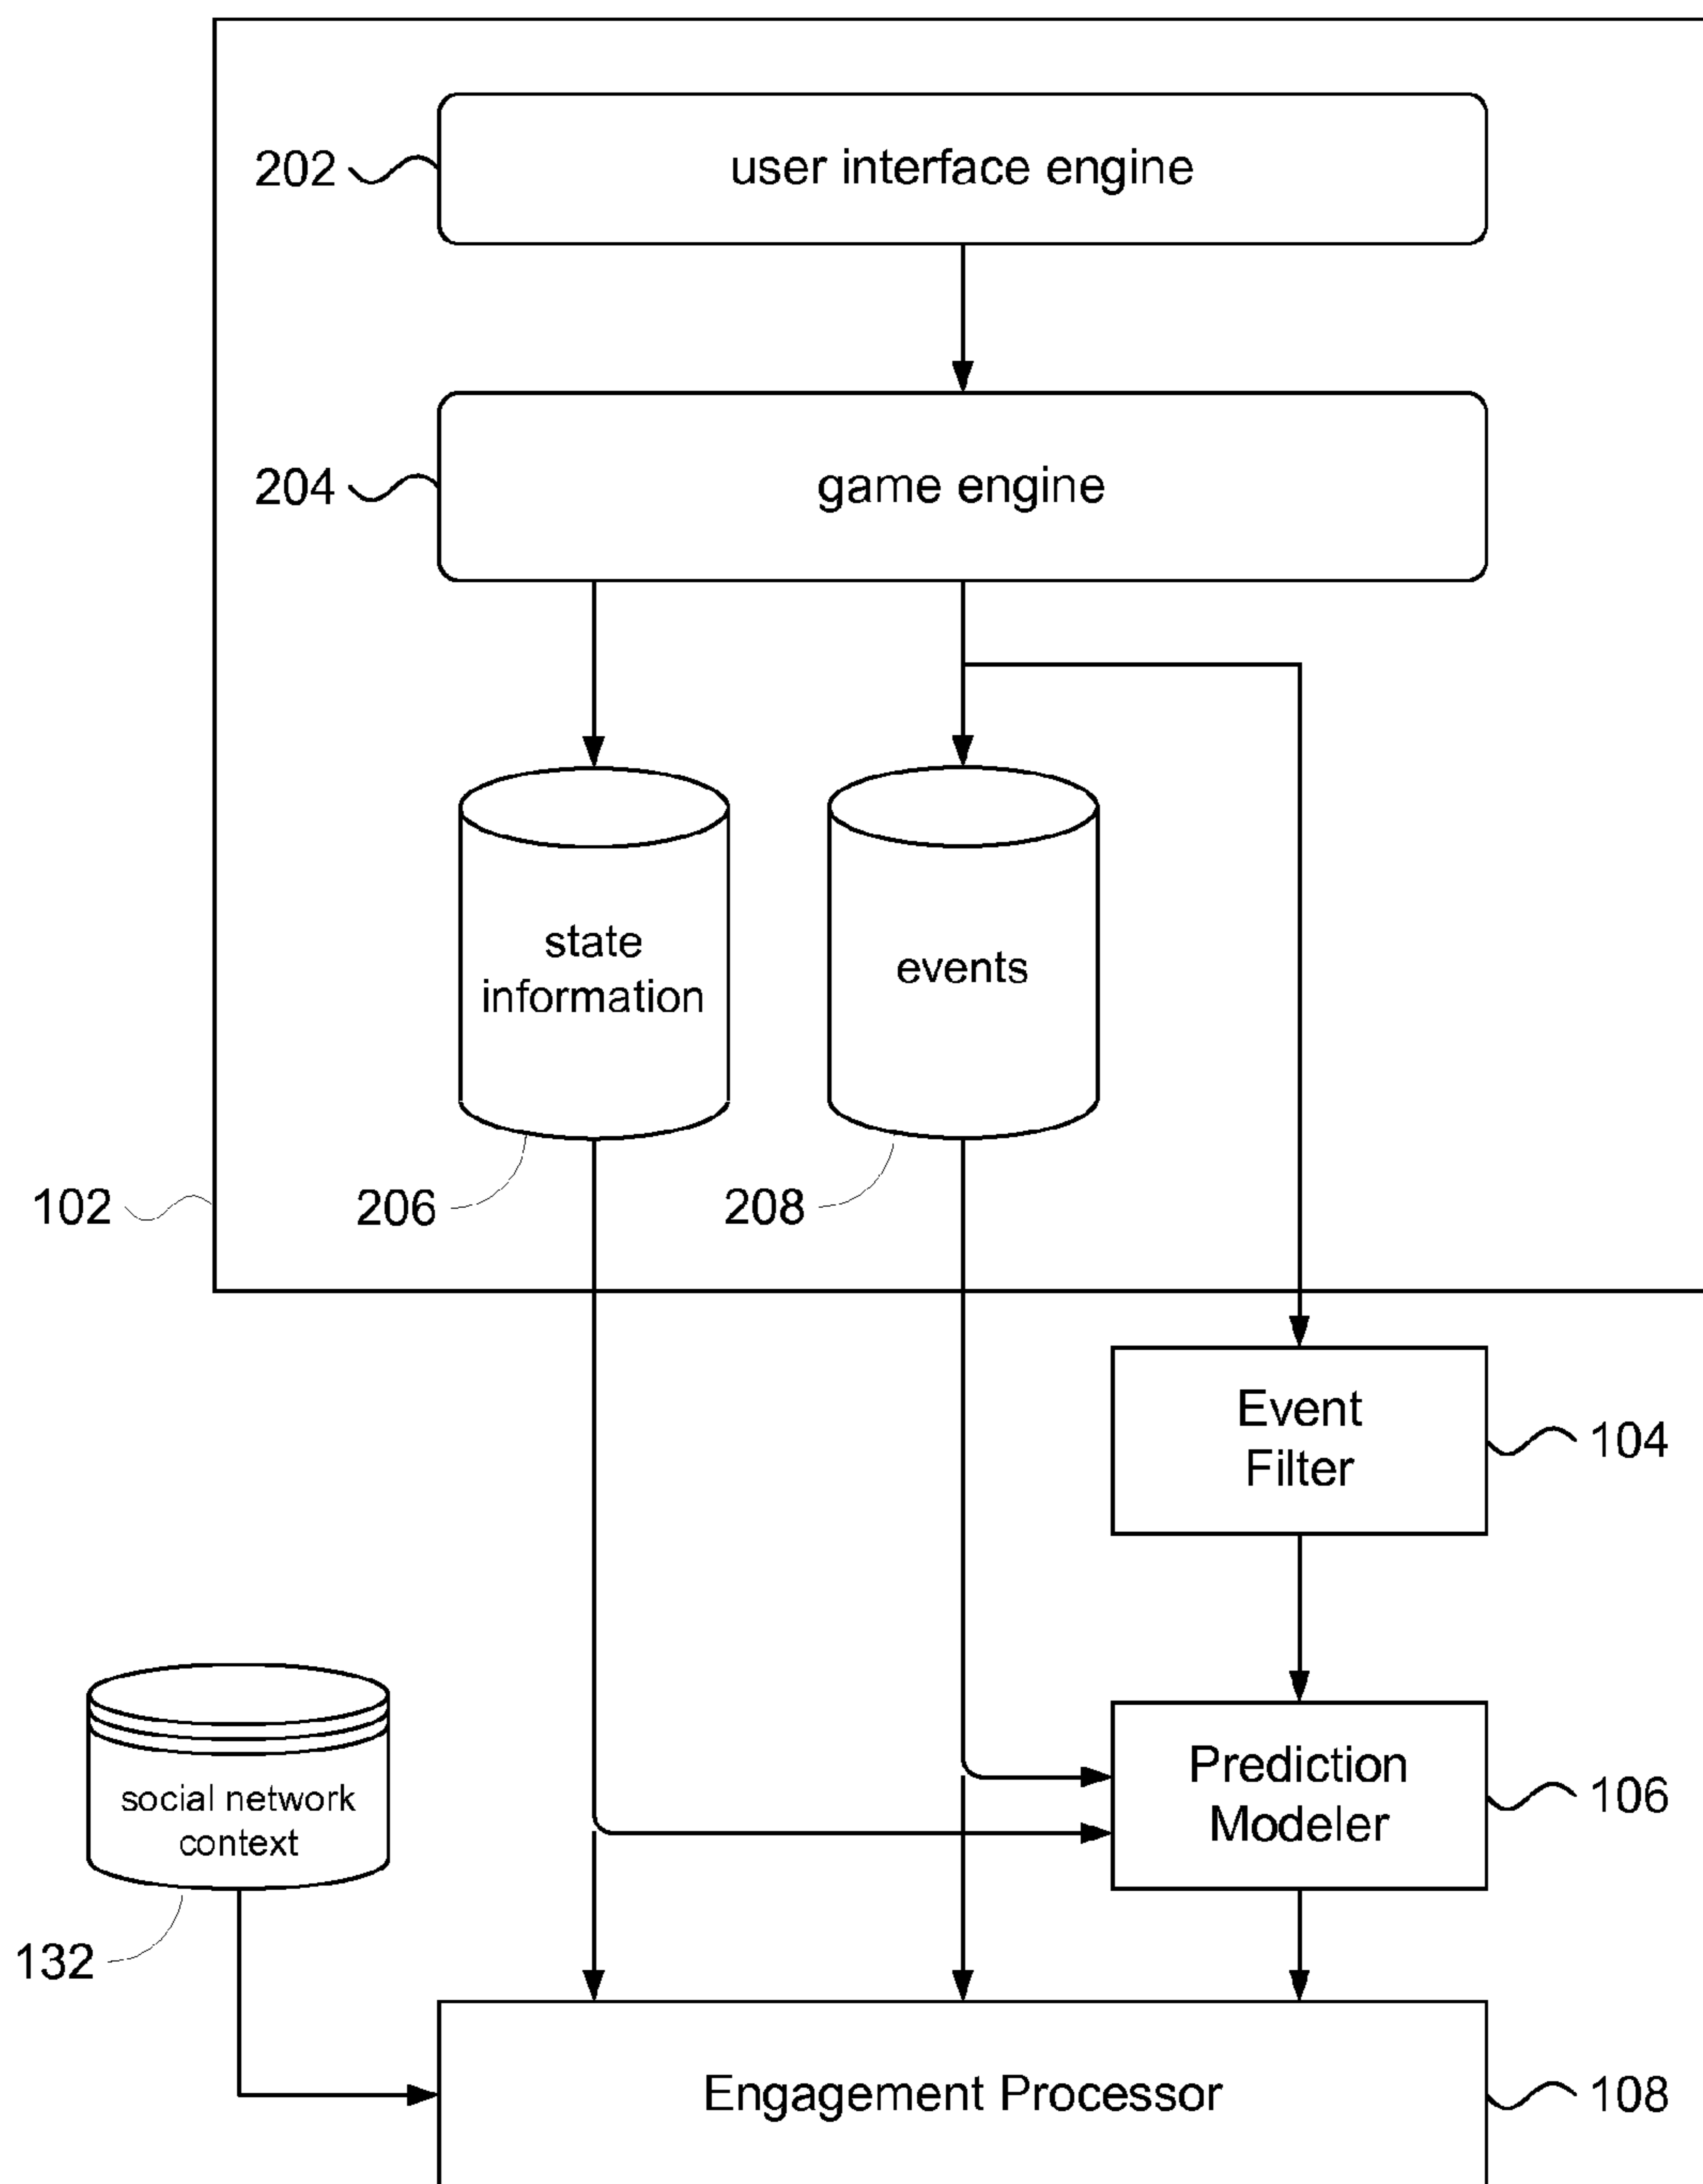 202
user interface engine
204
game engine
state
information
events
102
206
208
Event
Filter
104
social network
context
Prediction
Modeler
106
132
Engagement Processor
108